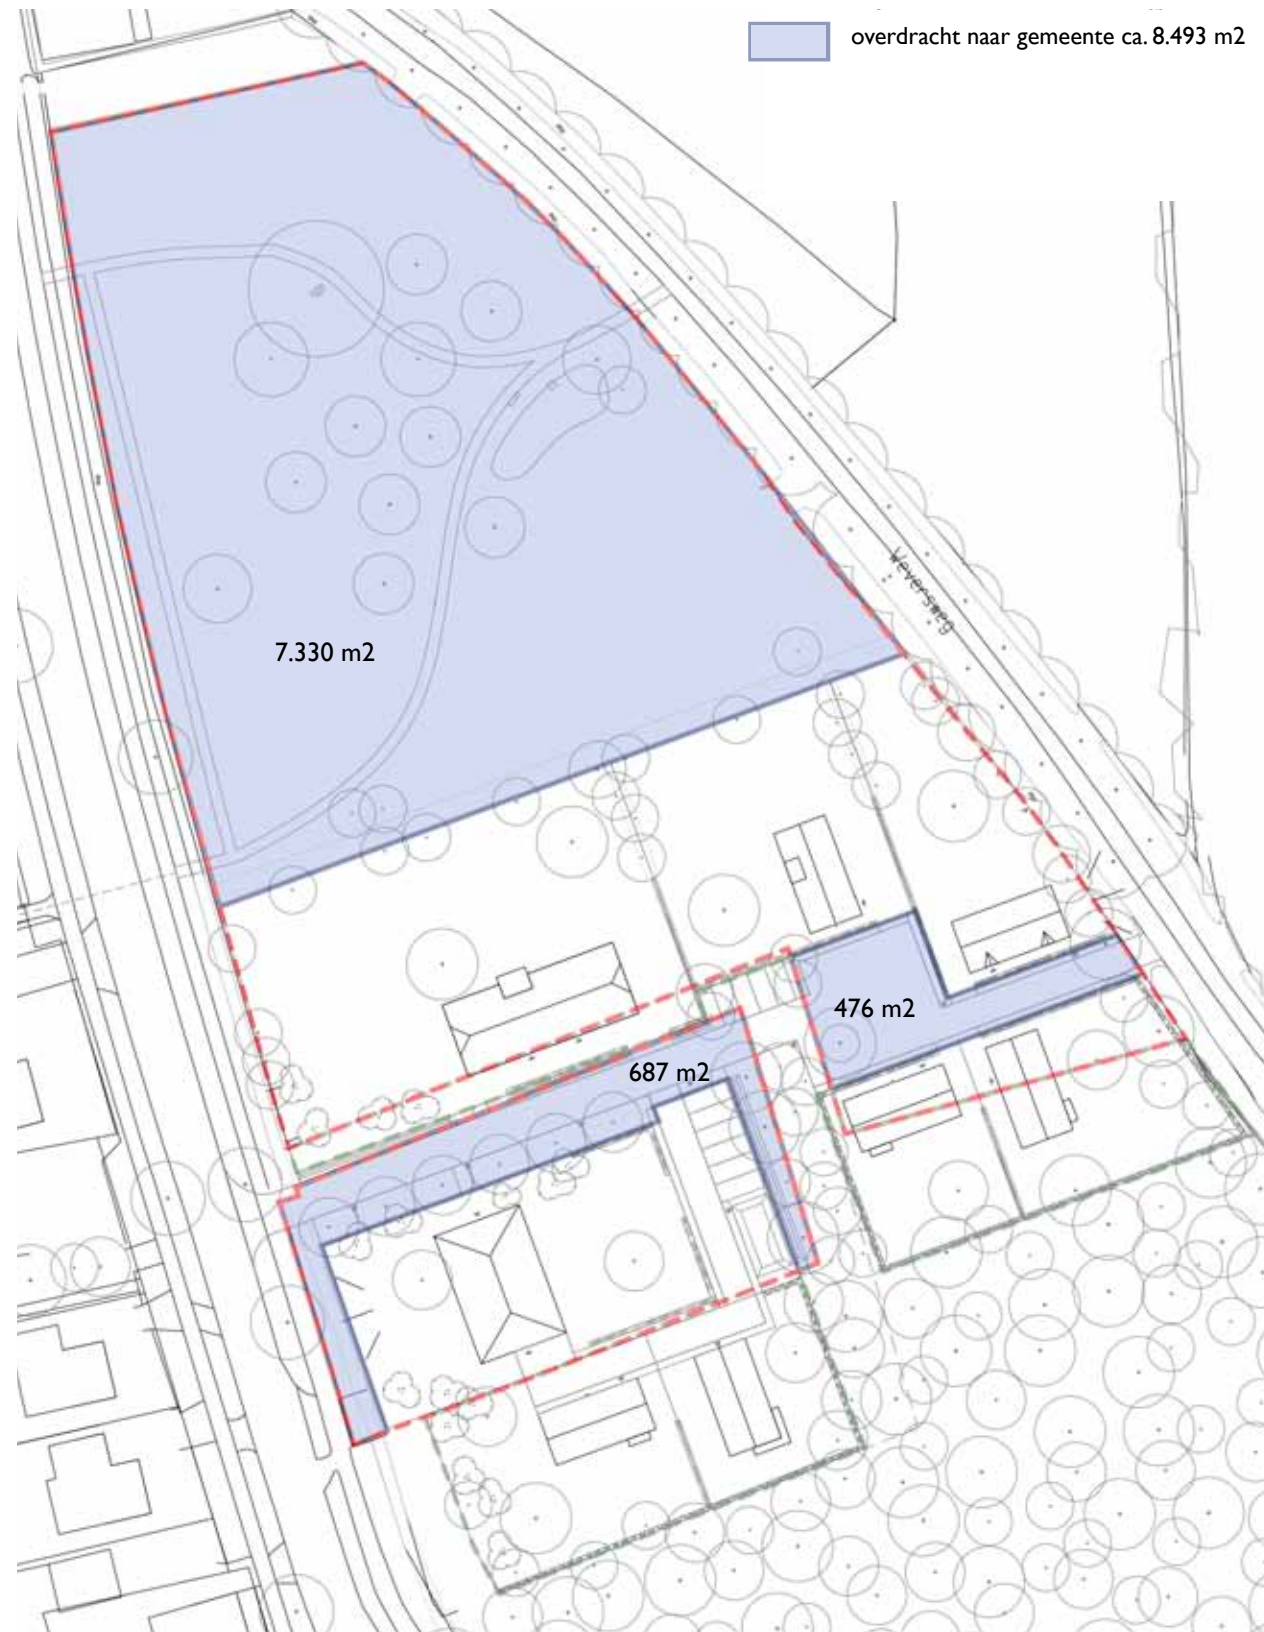 overdracht naar gemeente ca. 8.493 m2
Weversweg
7.330 m2
476 m2
687 m2